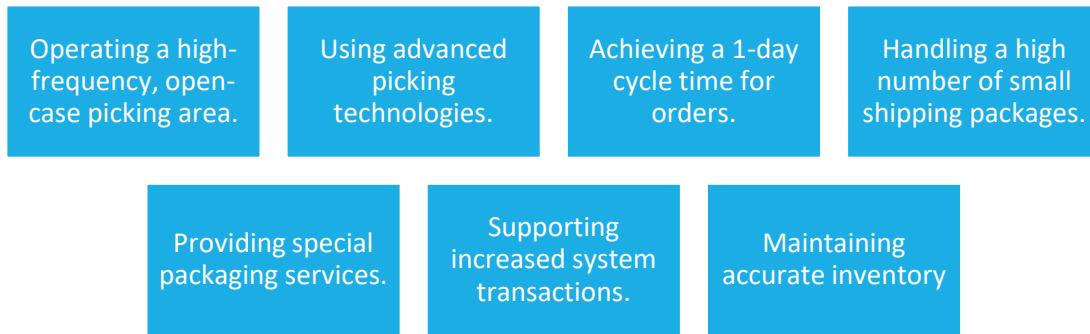 Operating a high-
frequency, open-
case picking area.
Using advanced
picking
technologies.
Achieving a 1-day
cycle time for
orders.
Handling a high
number of small
shipping packages.
Providing special
packaging services.
Supporting
increased system
transactions.
Maintaining
accurate inventory